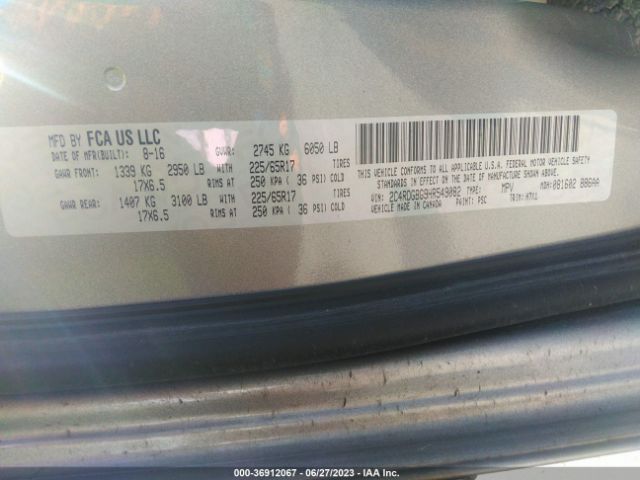 MFD BY FCA US LLC
DATE OF MFR(BUILT): 8-16 GVWR: 2745 KG 6050 LB
GAWR FRONT: 1339 KG 2950 LB WITH 225/65R17 TIRES
17X6.5 RIMS AT 250 KPA ( 36 PSI) COLD
GAWR REAR: 1407 KG 3100 LB WITH 225/65R17 TIRES
17X6.5 RIMS AT 250 KPA ( 36 PSI) COLD
THIS VEHICLE CONFORMS TO ALL APPLICABLE U.S.A. FEDERAL MOTOR VEHICLE SAFETY
STANDARDS IN EFFECT ON THE DATE OF MANUFACTURE SHOWN ABOVE.
VIN: TYPE: MPV MDH: 081602 886AA
VEHICLE MADE IN CANADA PAINT: PSC TRIM:
000-36912067 - 06/27/2023 - IAA Inc.